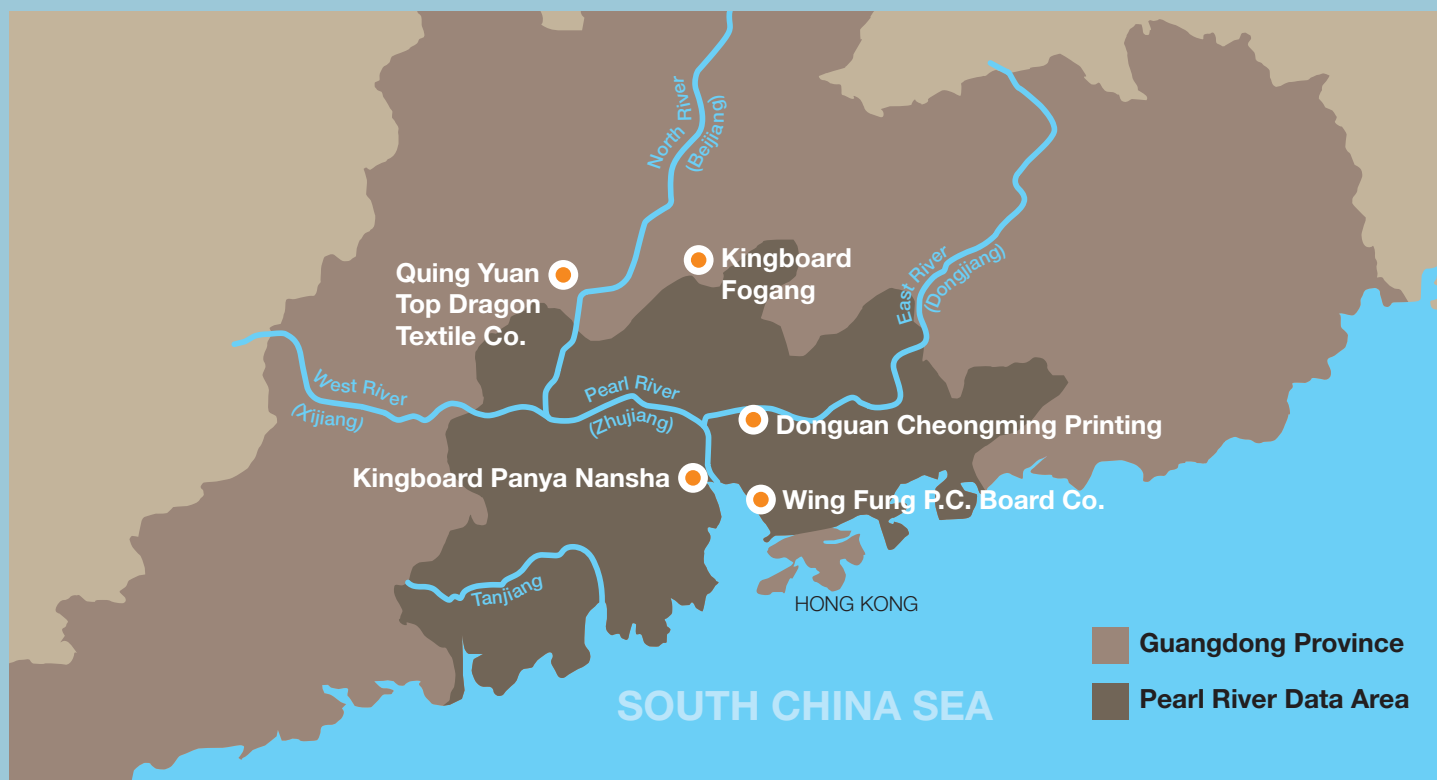 North River
(Beijiang)
Quing Yuan
Top Dragon
Textile Co.
Kingboard
Fogang
East River
(Dongjiang)
West River
(Xijiang)
Pearl River
(Zhujiang)
Donguan Cheongming Printing
Kingboard Panya Nansha
Wing Fung P.C. Board Co.
Tanjiang
HONG KONG
SOUTH CHINA SEA
Guangdong Province
Pearl River Data Area